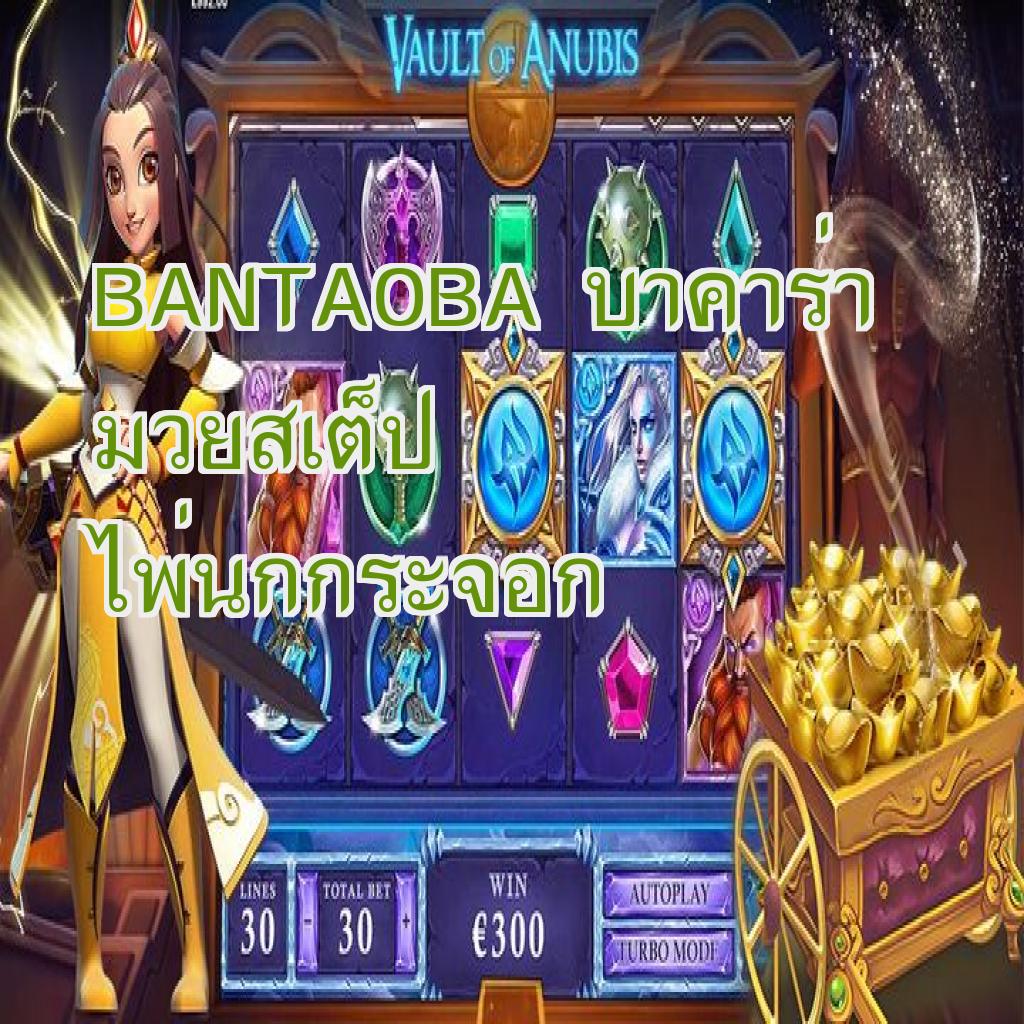 VAULT OF ANUBIS
BANTAOBA บาคาร่า
มวยสเต็ป
ไพ่นกกระจอก
LINES
30
TOTAL BET
- 30 +
WIN
€300
AUTOPLAY
TURBO MODE